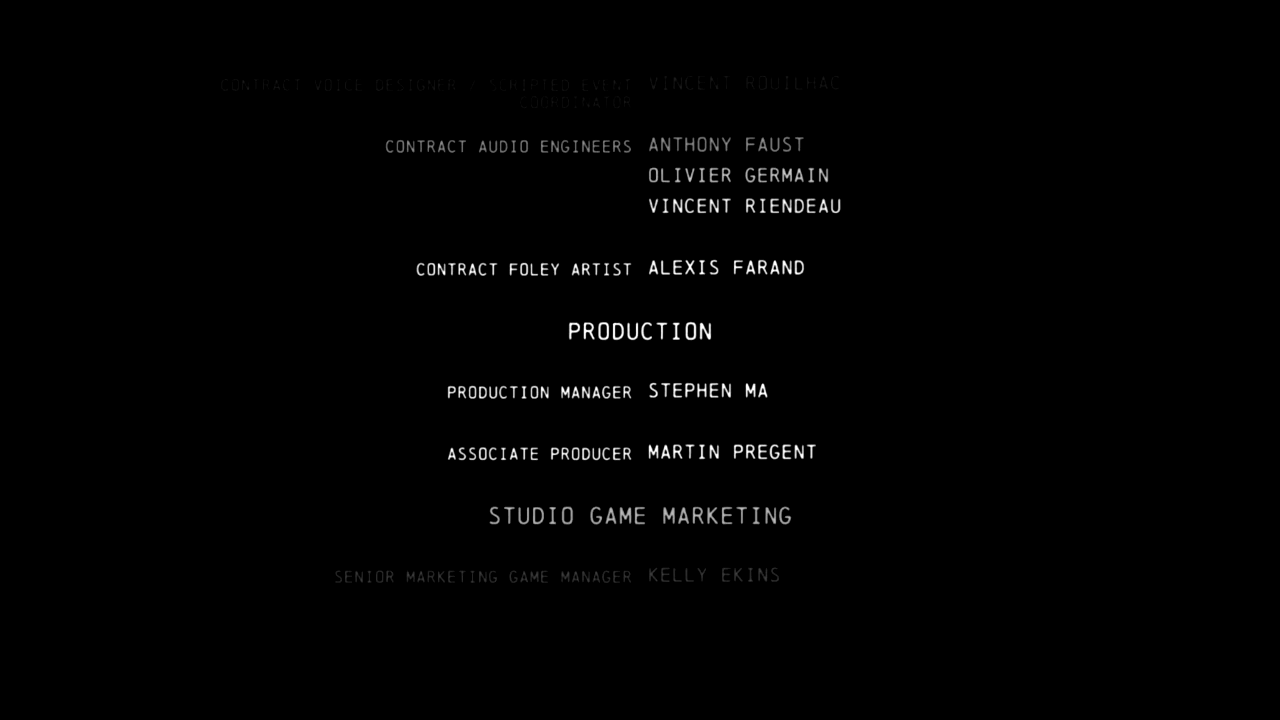 CONTRACT VOICE DESIGNER / SCRIPTED EVENT VINCENT ROUILHAC
COORDINATOR
CONTRACT AUDIO ENGINEERS ANTHONY FAUST
OLIVIER GERMAIN
VINCENT RIENDEAU
CONTRACT FOLEY ARTIST ALEXIS FARAND
PRODUCTION
PRODUCTION MANAGER STEPHEN MA
ASSOCIATE PRODUCER MARTIN PREGENT
STUDIO GAME MARKETING
SENIOR MARKETING GAME MANAGER KELLY EKINS